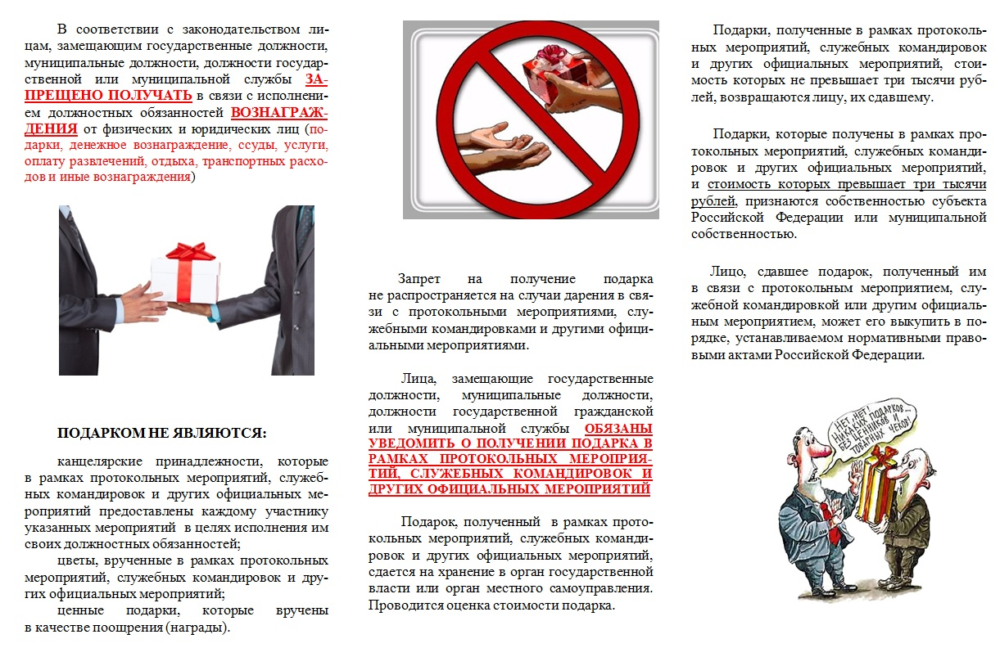 В соответствии с законодательством ли-
цам, замещающим государственные должности,
муниципальные должности, должности государ-
ственной или муниципальной службы ЗА-
ПРЕЩЕНО ПОЛУЧАТЬ в связи с исполнени-
ем должностных обязанностей ВОЗНАГРАЖ-
ДЕНИЯ от физических и юридических лиц (по-
дарки, денежное вознаграждение, ссуды, услуги,
оплату развлечений, отдыха, транспортных расхо-
дов и иные вознаграждения)
ПОДАРКОМ НЕ ЯВЛЯЮТСЯ:
канцелярские принадлежности, которые
в рамках протокольных мероприятий, служеб-
ных командировок и других официальных ме-
роприятий предоставлены каждому участнику
указанных мероприятий в целях исполнения им
своих должностных обязанностей;
цветы, врученные в рамках протокольных
мероприятий, служебных командировок и дру-
гих официальных мероприятий;
ценные подарки, которые вручены
в качестве поощрения (награды).
Запрет на получение подарка
не распространяется на случаи дарения в свя-
зи с протокольными мероприятиями, слу-
жебными командировками и другими офици-
альными мероприятиями.
Лица, замещающие государственные
должности, муниципальные должности,
должности государственной гражданской
или муниципальной службы ОБЯЗАНЫ
УВЕДОМИТЬ О ПОЛУЧЕНИИ ПОДАРКА В
РАМКАХ ПРОТОКОЛЬНЫХ МЕРОПРИЯ-
ТИЙ, СЛУЖЕБНЫХ КОМАНДИРОВОК И
ДРУГИХ ОФИЦИАЛЬНЫХ МЕРОПРИЯТИЙ
Подарок, полученный в рамках прото-
кольных мероприятий, служебных команди-
ровок и других официальных мероприятий,
сдается на хранение в орган государственной
власти или орган местного самоуправления.
Проводится оценка стоимости подарка.
Подарки, полученные в рамках протоколь-
ных мероприятий, служебных командировок
и других официальных мероприятий, стои-
мость которых не превышает три тысячи руб-
лей, возвращаются лицу, их сдавшему.
Подарки, которые получены в рамках про-
токольных мероприятий, служебных команди-
ровок и других официальных мероприятий,
и стоимость которых превышает три тысячи
рублей, признаются собственностью субъекта
Российской Федерации или муниципальной
собственностью.
Лицо, сдавшее подарок, полученный им
в связи с протокольным мероприятием, слу-
жебной командировкой или другим официаль-
ным мероприятием, может его выкупить в по-
рядке, устанавливаемом нормативными право-
выми актами Российской Федерации.
НЕТ, НЕТ!
НИКАКИХ ПОДАРКОВ...
БЕЗ ЦЕННИКОВ И
ТОВАРНЫХ ЧЕКОВ!